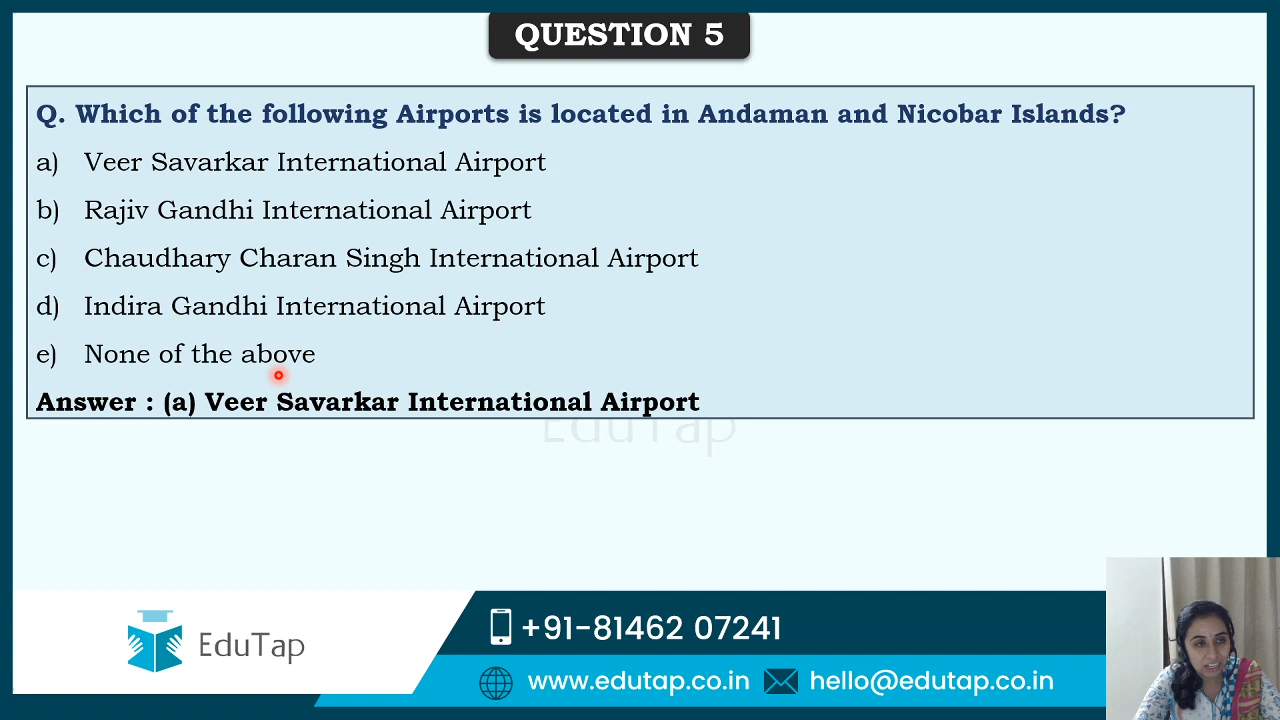 QUESTION 5
Q. Which of the following Airports is located in Andaman and Nicobar Islands?
a) Veer Savarkar International Airport
b) Rajiv Gandhi International Airport
c) Chaudhary Charan Singh International Airport
d) Indira Gandhi International Airport
e) None of the above
Answer : (a) Veer Savarkar International Airport
EduTap
EduTap
+91-81462 07241
www.edutap.co.in hello@edutap.co.in